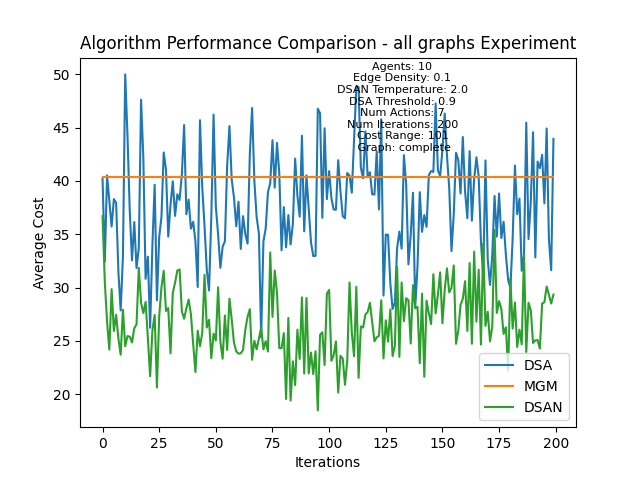 Algorithm Performance Comparison - all graphs Experiment
Agents: 10
Edge Density: 0.1
DSAN Temperature: 2.0
DSA Threshold: 0.9
Num Actions: 7
Num Iterations: 200
Cost Range: 101
Graph: complete
50
45
40
35
30
25
20
Average Cost
0 25 50 75 100 125 150 175 200
Iterations
DSA
MGM
DSAN